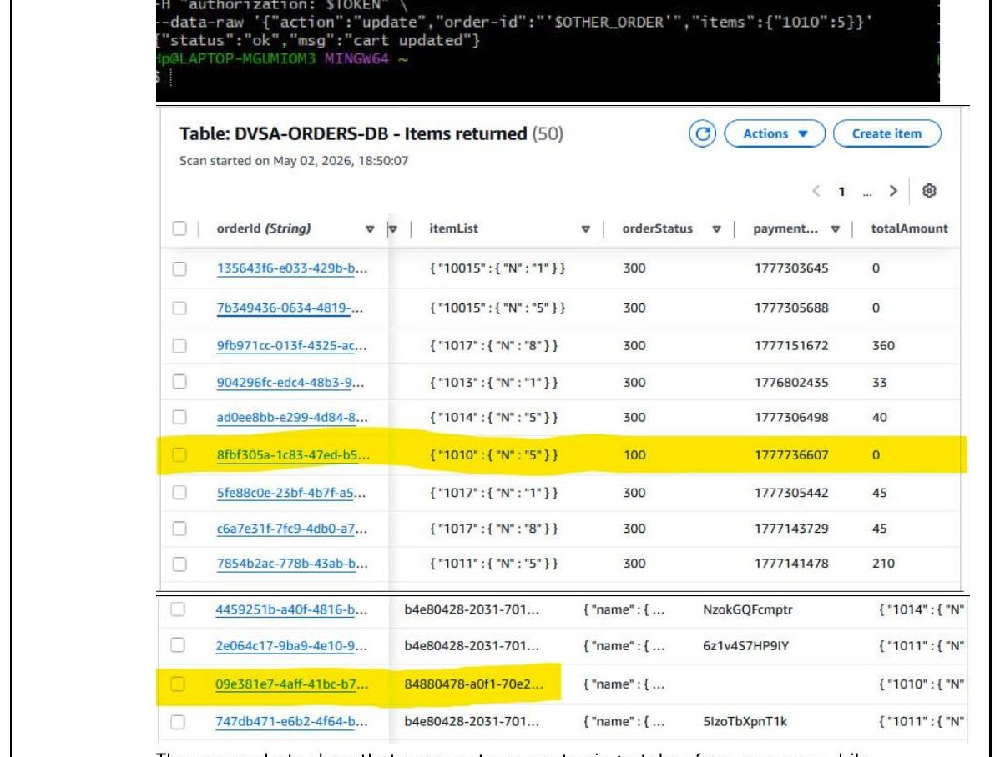 -H "authorization: $TOKEN" \
--data-raw '{"action":"update","order-id":"'$OTHER_ORDER'","items":{"1010":5}}'
{"status":"ok","msg":"cart updated"}
hp@LAPTOP-MGUMIOM3 MINGW64 ~
$
Table: DVSA-ORDERS-DB - Items returned (50)
Actions Create item
Scan started on May 02, 2026, 18:50:07
1 ...
orderId (String) itemList orderStatus payment... totalAmount
135643f6-e033-429b-b... { "10015" : { "N" : "1" } } 300 1777303645 0
7b349436-0634-4819-... { "10015" : { "N" : "5" } } 300 1777305688 0
9fb971cc-013f-4325-ac... { "1017" : { "N" : "8" } } 300 1777151672 360
904296fc-edc4-48b3-9... { "1013" : { "N" : "1" } } 300 1776802435 33
ad0ee8bb-e299-4d84-8... { "1014" : { "N" : "5" } } 300 1777306498 40
8fbf305a-1c83-47ed-b5... { "1010" : { "N" : "5" } } 100 1777736607 0
5fe88c0e-23bf-4b7f-a5... { "1017" : { "N" : "1" } } 300 1777305442 45
c6a7e31f-7fc9-4db0-a7... { "1017" : { "N" : "8" } } 300 1777143729 45
7854b2ac-778b-43ab-b... { "1011" : { "N" : "5" } } 300 1777141478 210
4459251b-a40f-4816-b... b4e80428-2031-701... { "name" : { ... NzokGQFcmptr { "1014" : { "N"
2e064c17-9ba9-4e10-9... b4e80428-2031-701... { "name" : { ... 6z1v4S7HP9IY { "1011" : { "N"
09e381e7-4aff-41bc-b7... 84880478-a0f1-70e2... { "name" : { ... { "1010" : { "N"
747db471-e6b2-4f64-b... b4e80428-2031-701... { "name" : { ... 5IzoTbXpnT1k { "1011" : { "N"